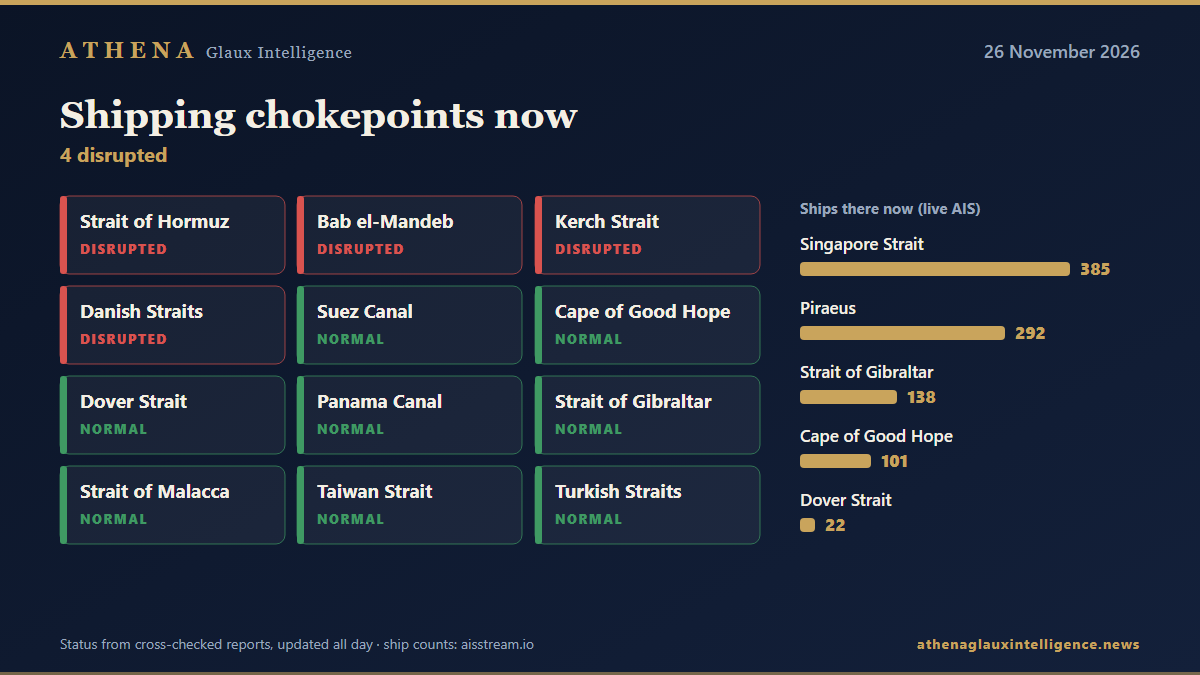 ATHENA Glaux Intelligence
26 November 2026
Shipping chokepoints now
4 disrupted
Strait of Hormuz
DISRUPTED
Bab el-Mandeb
DISRUPTED
Kerch Strait
DISRUPTED
Danish Straits
DISRUPTED
Suez Canal
NORMAL
Cape of Good Hope
NORMAL
Dover Strait
NORMAL
Panama Canal
NORMAL
Strait of Gibraltar
NORMAL
Strait of Malacca
NORMAL
Taiwan Strait
NORMAL
Turkish Straits
NORMAL
Ships there now (live AIS)
Singapore Strait
385
Piraeus
292
Strait of Gibraltar
138
Cape of Good Hope
101
Dover Strait
22
Status from cross-checked reports, updated all day · ship counts: aisstream.io
athenaglauxintelligence.news